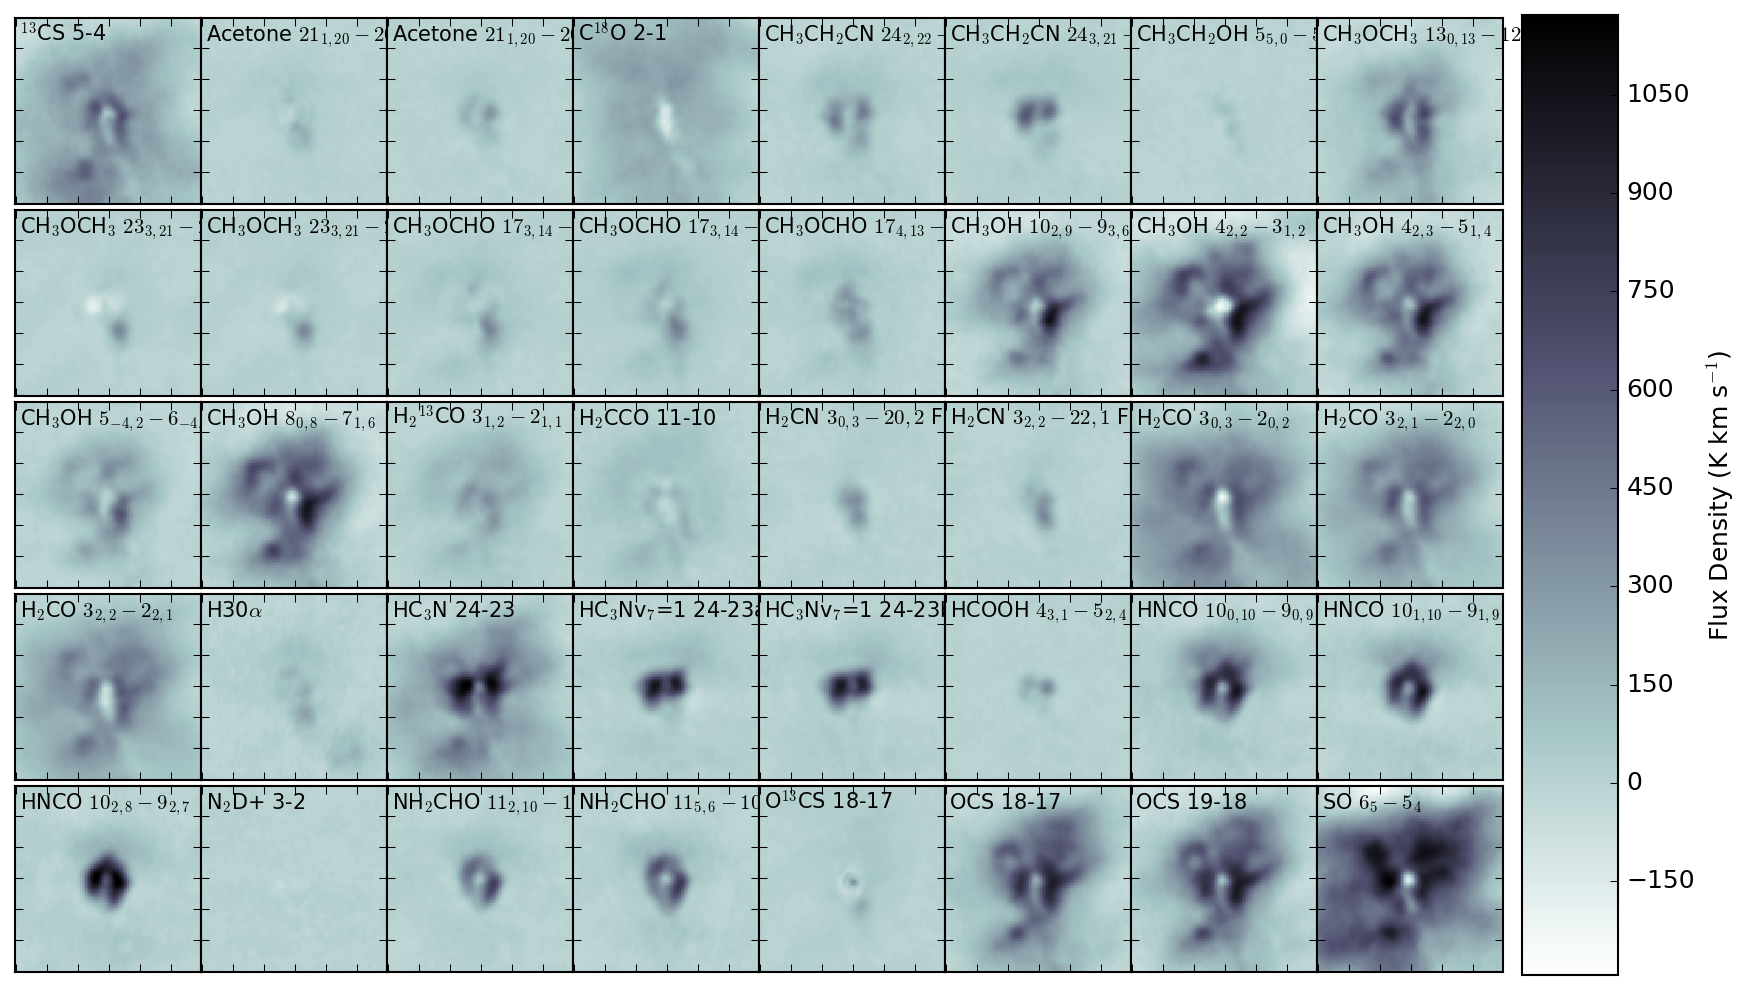 ¹³CS 5-4
Acetone 21₁,₂₀ − 2
Acetone 21₁,₂₀ − 2
C¹⁸O 2-1
CH₃CH₂CN 24₂,₂₂ −
CH₃CH₂CN 24₃,₂₁ −
CH₃CH₂OH 5₅,₀ −
CH₃OCH₃ 13₀,₁₃ − 12
CH₃OCH₃ 23₃,₂₁ −
CH₃OCH₃ 23₃,₂₁ −
CH₃OCHO 17₃,₁₄ −
CH₃OCHO 17₃,₁₄ −
CH₃OCHO 17₄,₁₃ −
CH₃OH 10₂,₉ − 9₃,₆
CH₃OH 4₂,₂ − 3₁,₂
CH₃OH 4₂,₃ − 5₁,₄
CH₃OH 5₋₄,₂ − 6₋₄
CH₃OH 8₀,₈ − 7₁,₆
H₂¹³CO 3₁,₂ − 2₁,₁
H₂CCO 11-10
H₂CN 3₀,₃ − 20, 2 F
H₂CN 3₂,₂ − 22, 1 F
H₂CO 3₀,₃ − 2₀,₂
H₂CO 3₂,₁ − 2₂,₀
H₂CO 3₂,₂ − 2₂,₁
H30α
HC₃N 24-23
HC₃Nv₇=1 24-23a
HC₃Nv₇=1 24-23
HCOOH 4₃,₁ − 5₂,₄
HNCO 10₀,₁₀ − 9₀,₉
HNCO 10₁,₁₀ − 9₁,₉
HNCO 10₂,₈ − 9₂,₇
N₂D+ 3-2
NH₂CHO 11₂,₁₀ − 1
NH₂CHO 11₅,₆ − 10
O¹³CS 18-17
OCS 18-17
OCS 19-18
SO 6₅ − 5₄
1050
900
750
600
450
300
150
0
−150
Flux Density (K km s⁻¹)